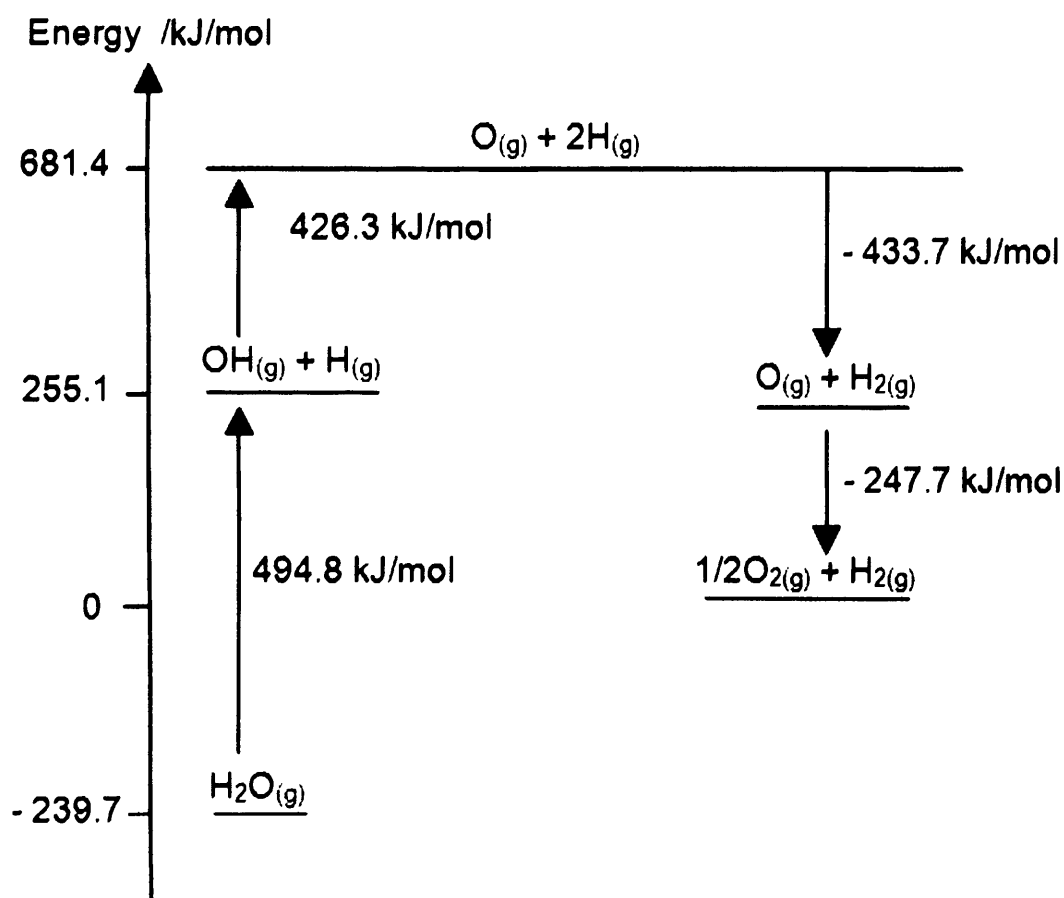 Energy /kJ/mol
O(g) + 2H(g)
681.4
426.3 kJ/mol
- 433.7 kJ/mol
OH(g) + H(g)
O(g) + H2(g)
255.1
- 247.7 kJ/mol
494.8 kJ/mol
1/2O2(g) + H2(g)
0
H2O(g)
- 239.7